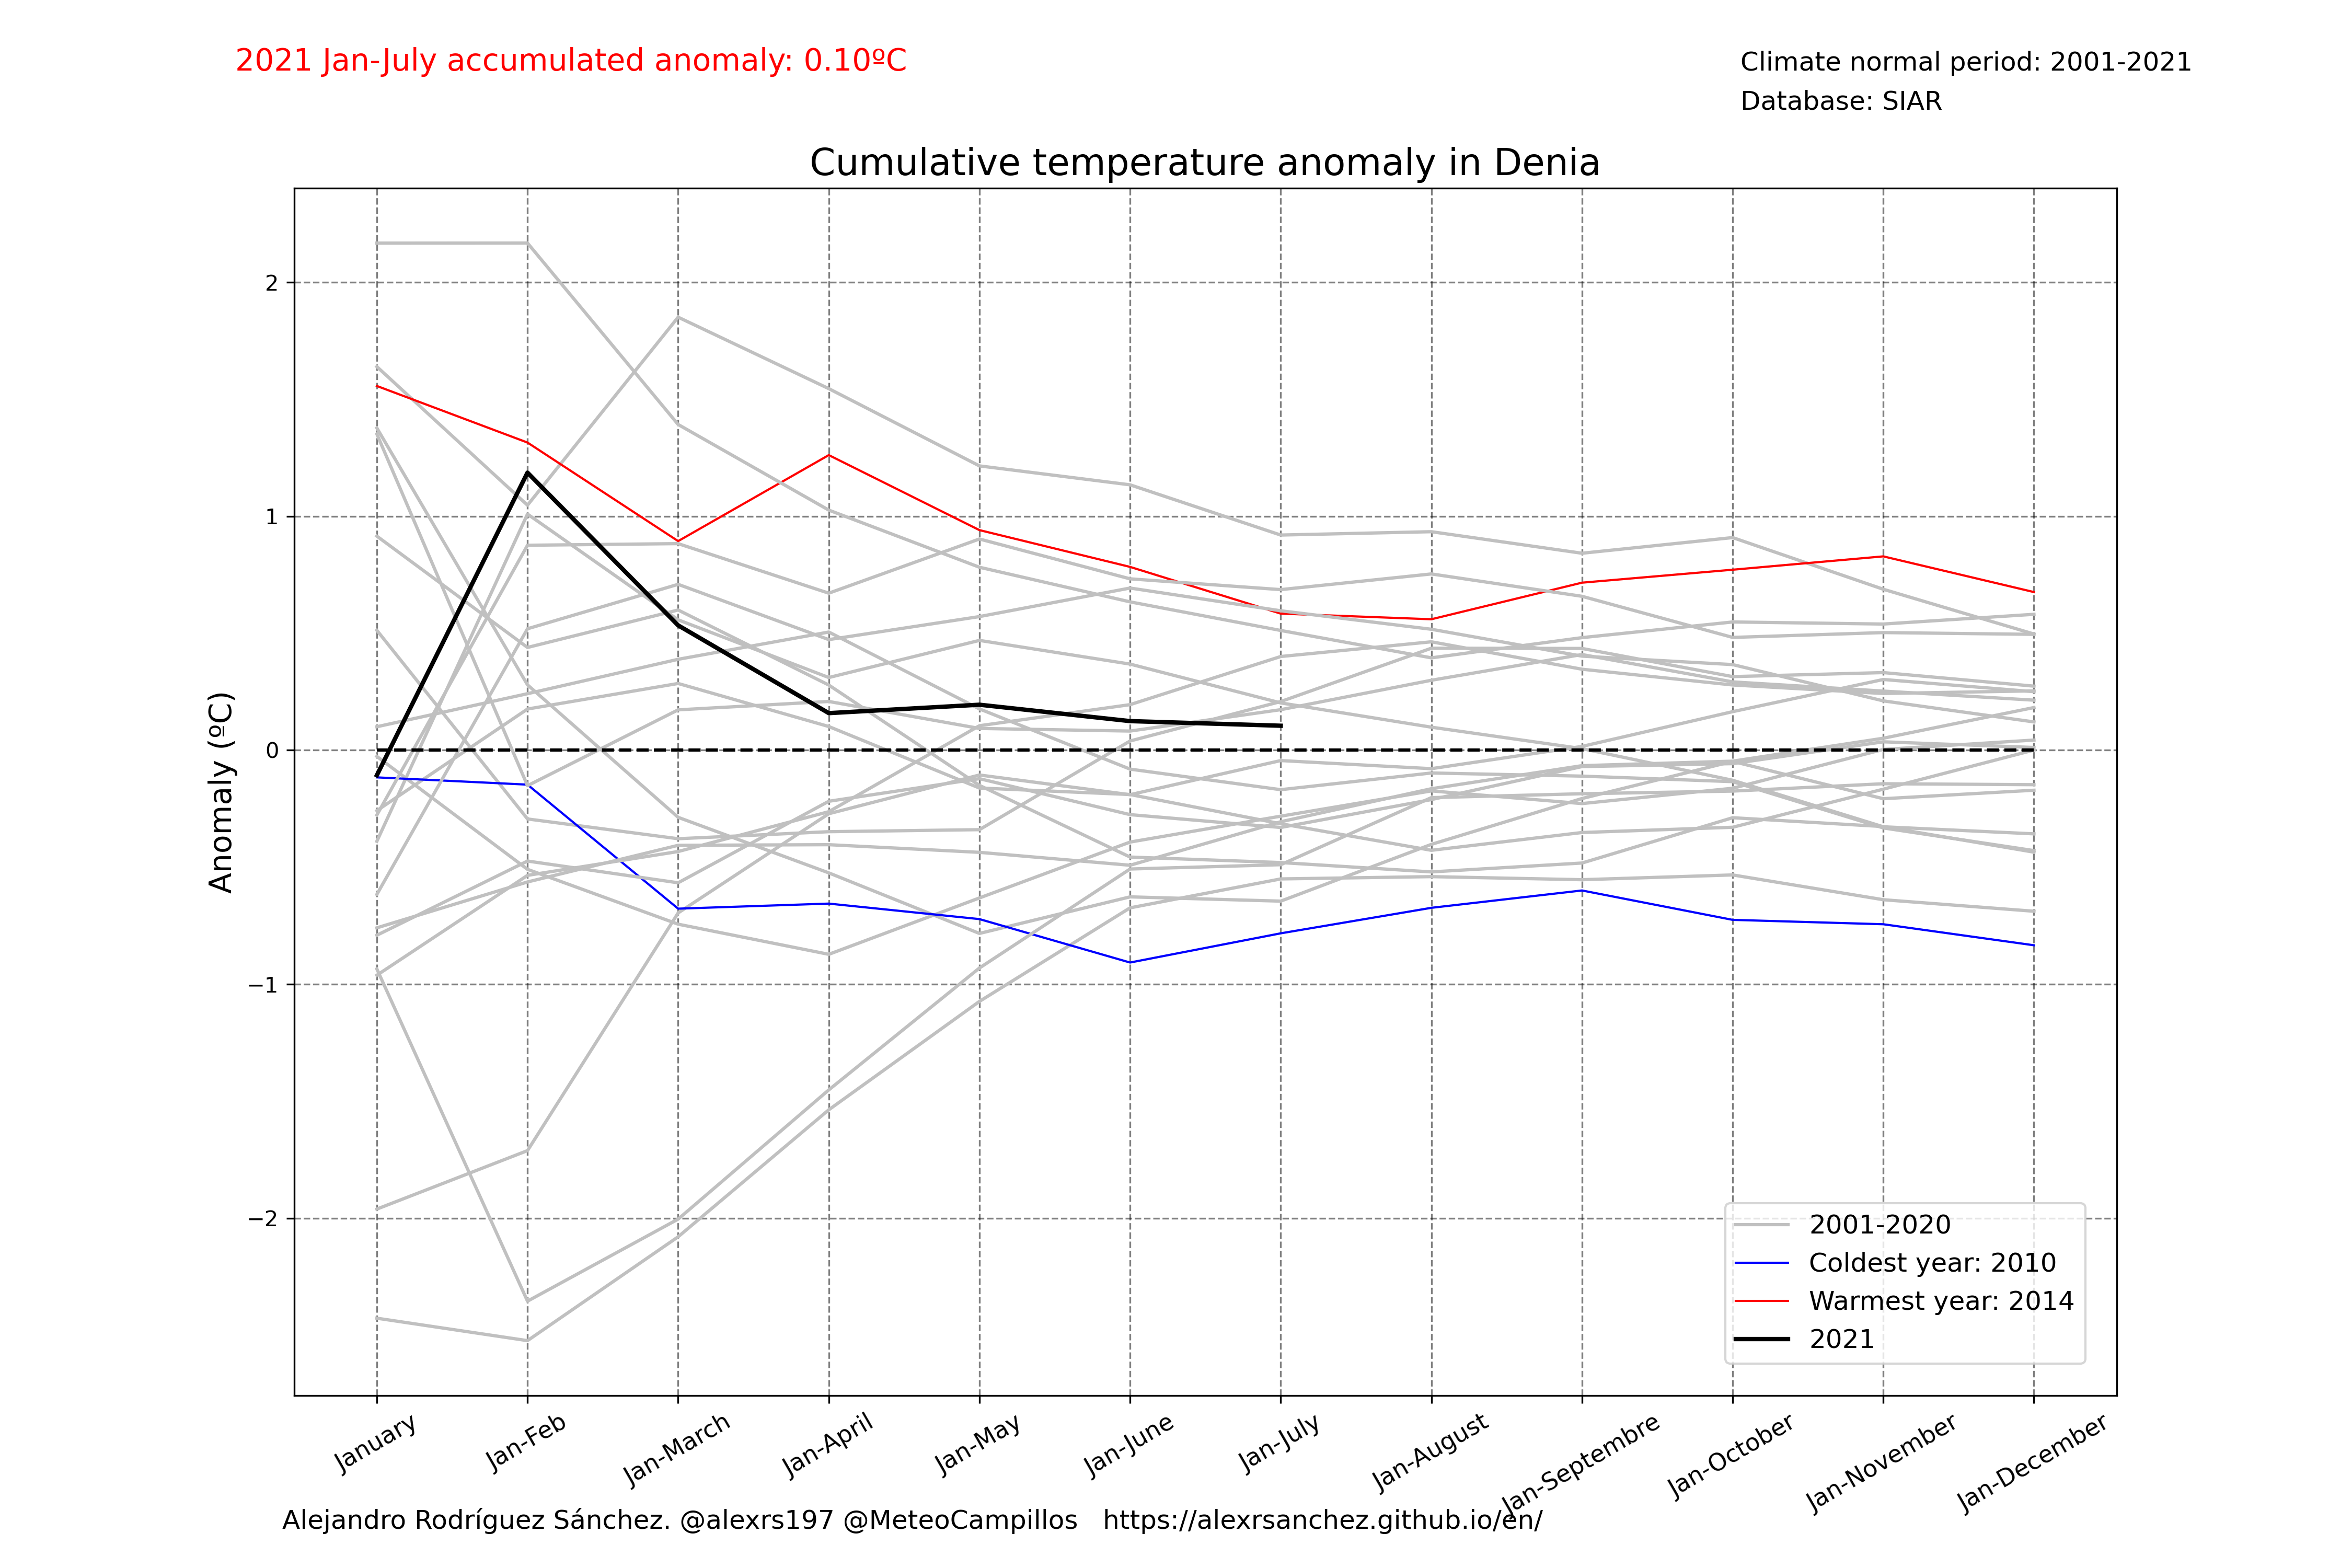 2021 Jan-July accumulated anomaly: 0.10ºC
Climate normal period: 2001-2021
Database: SIAR
Cumulative temperature anomaly in Denia
Anomaly (ºC)
2
1
0
−1
−2
2001-2020
Coldest year: 2010
Warmest year: 2014
2021
January
Jan-Feb
Jan-March
Jan-April
Jan-May
Jan-June
Jan-July
Jan-August
Jan-Septembre
Jan-October
Jan-November
Jan-December
Alejandro Rodríguez Sánchez. @alexrs197 @MeteoCampillos https://alexrsanchez.github.io/en/